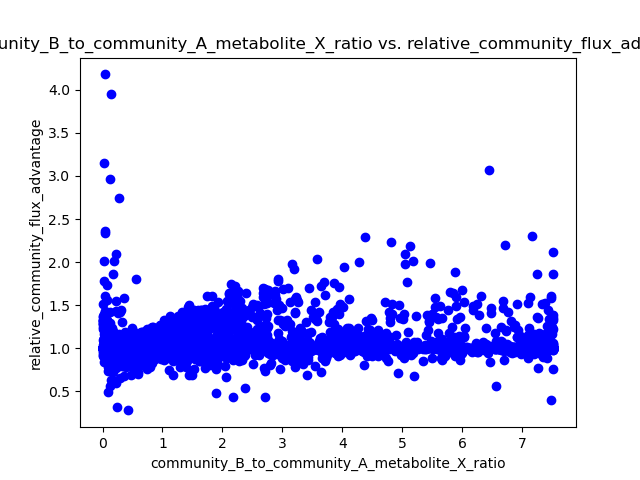 unity_B_to_community_A_metabolite_X_ratio vs. relative_community_flux_ad
relative_community_flux_advantage
4.0
3.5
3.0
2.5
2.0
1.5
1.0
0.5
0 1 2 3 4 5 6 7
community_B_to_community_A_metabolite_X_ratio